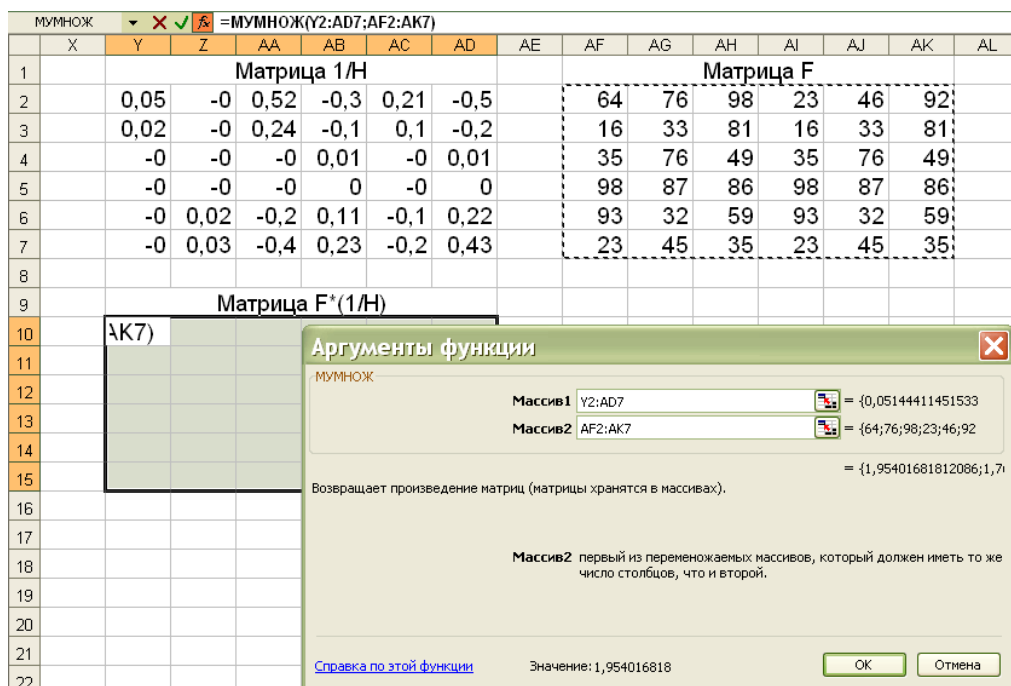 МУМНОЖ =МУМНОЖ(Y2:AD7;AF2:AK7)
X Y Z AA AB AC AD AE AF AG AH AI AJ AK AL
1 Матрица 1/Н Матрица F
2 0,05 -0 0,52 -0,3 0,21 -0,5 64 76 98 23 46 92
3 0,02 -0 0,24 -0,1 0,1 -0,2 16 33 81 16 33 81
4 -0 -0 -0 0,01 -0 0,01 35 76 49 35 76 49
5 -0 -0 -0 0 -0 0 98 87 86 98 87 86
6 -0 0,02 -0,2 0,11 -0,1 0,22 93 32 59 93 32 59
7 -0 0,03 -0,4 0,23 -0,2 0,43 23 45 35 23 45 35
8
9 Матрица F*(1/H)
10 AK7)
11
12
13
14
15
16
17
18
19
20
21
22
Аргументы функции
МУМНОЖ
Массив1 Y2:AD7 = {0,05144411451533
Массив2 AF2:AK7 = {64;76;98;23;46;92
= {1,95401681812086;1,7
Возвращает произведение матриц (матрицы хранятся в массивах).
Массив2 первый из перемножаемых массивов, который должен иметь то же
число столбцов, что и второй.
Справка по этой функции Значение: 1,954016818 ОК Отмена